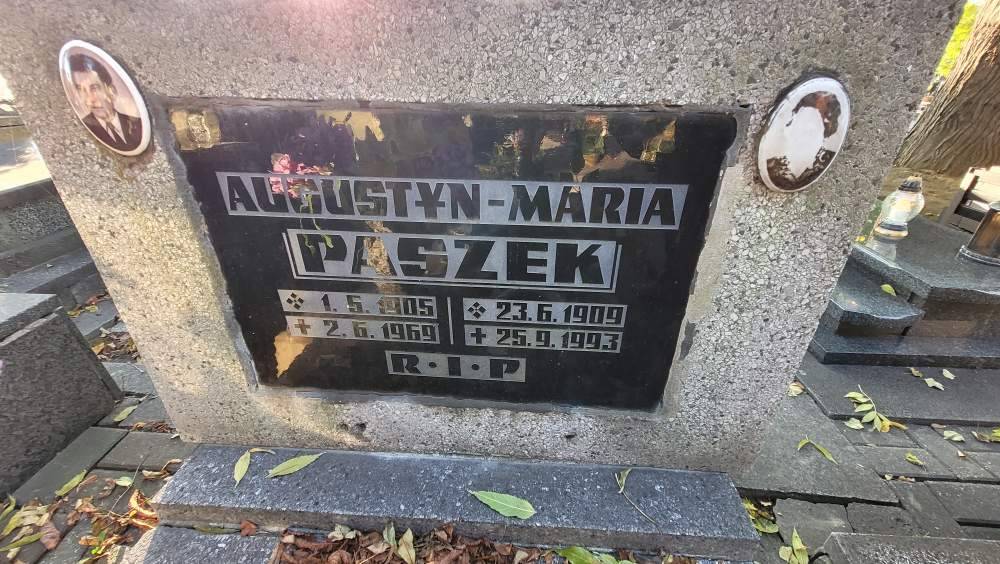 AUGUSTYN-MARIA
PASZEK
1.5.1905 23.6.1909
+ 2.6.1969 + 25.9.1993
R·I·P